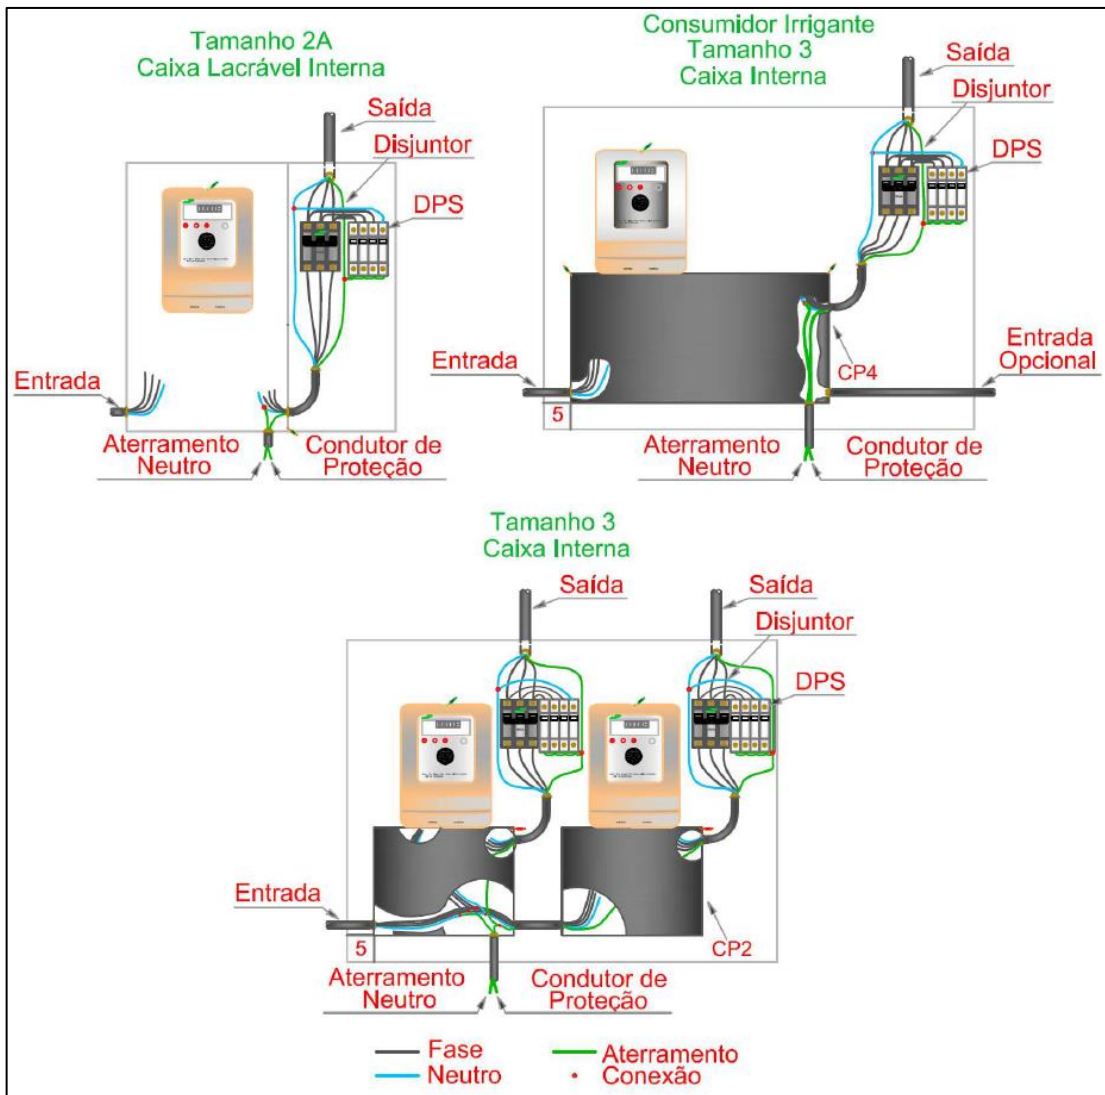 Tamanho 2A
Caixa Lacrável Interna
Saída
Disjuntor
DPS
Entrada
Aterramento
Neutro
Condutor de
Proteção
Consumidor Irrigante
Tamanho 3
Caixa Interna
Saída
Disjuntor
DPS
Entrada
5
CP4
Entrada
Opcional
Aterramento
Neutro
Condutor de
Proteção
Tamanho 3
Caixa Interna
Saída
Saída
Disjuntor
DPS
Entrada
5
CP2
Aterramento
Neutro
Condutor de
Proteção
Fase
Neutro
Aterramento
Conexão